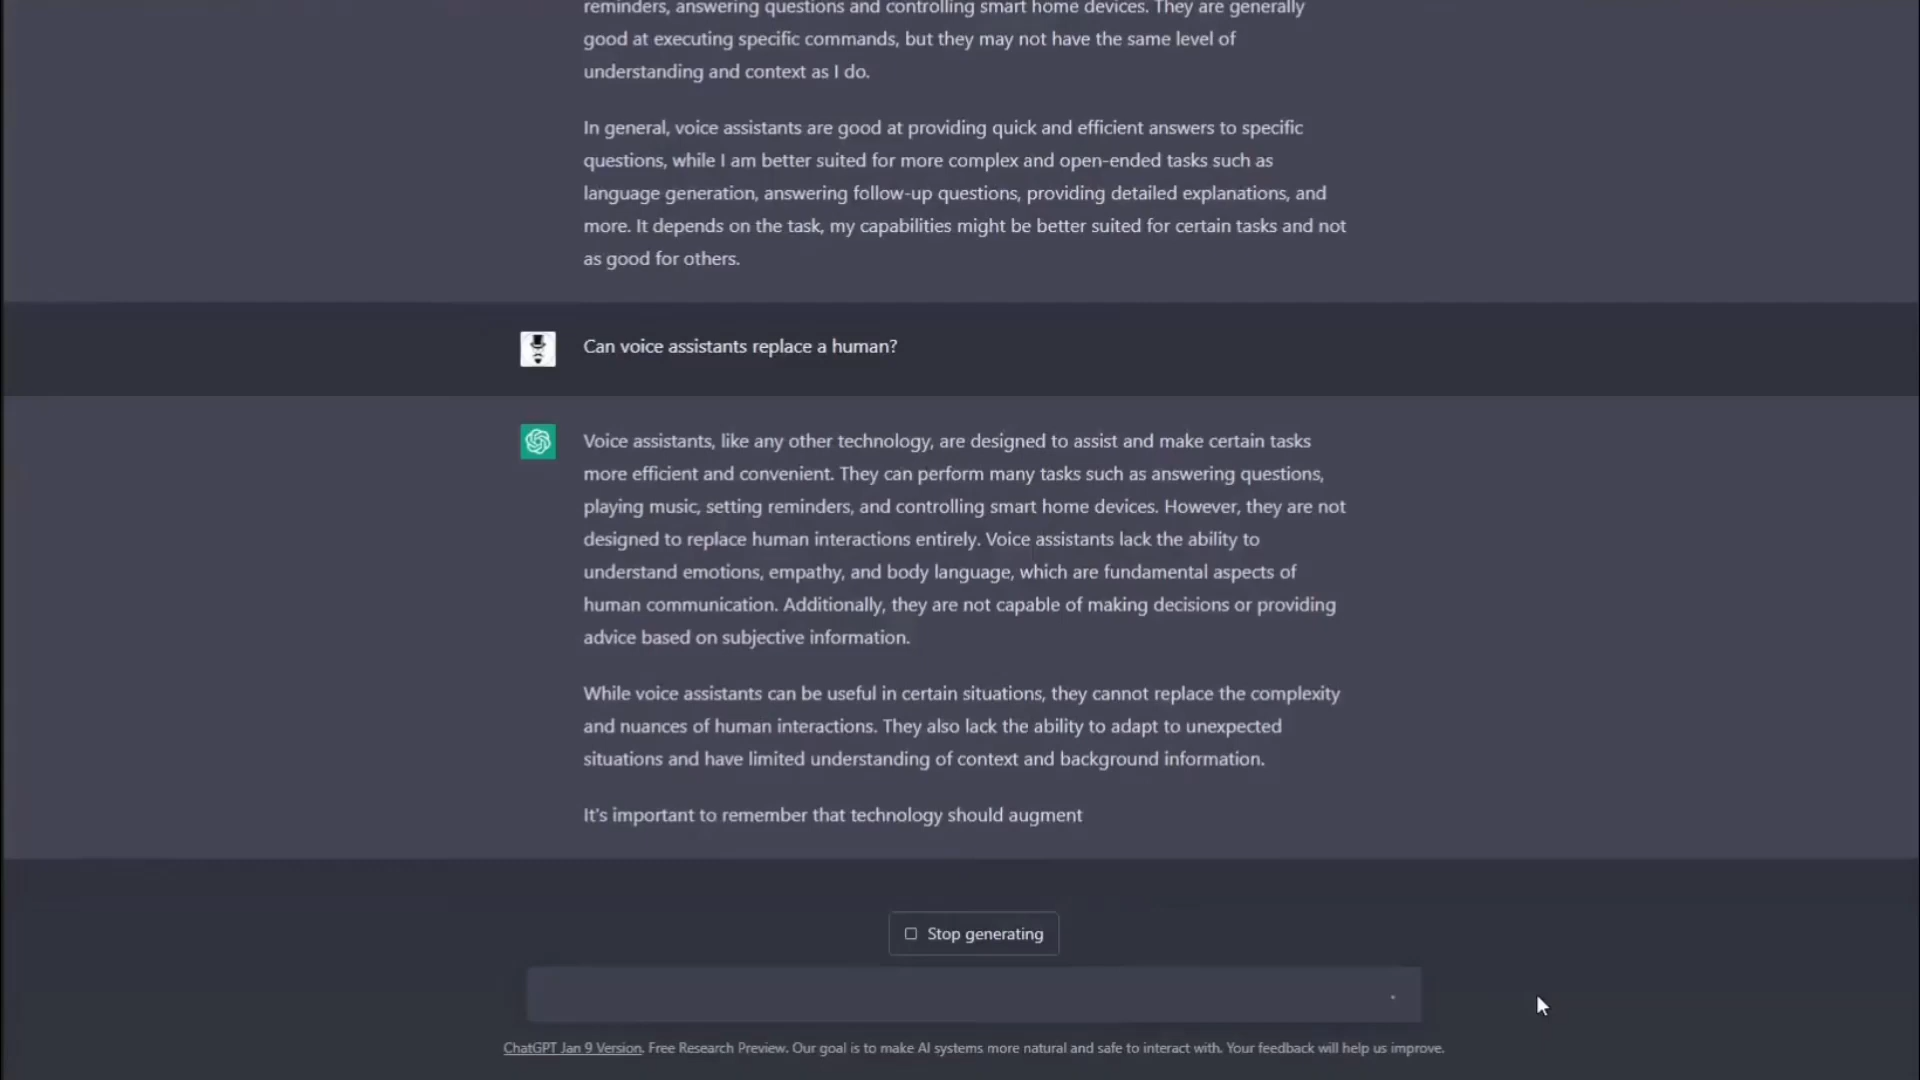 reminders, answering questions and controlling smart home devices. They are generally
good at executing specific commands, but they may not have the same level of
understanding and context as I do.
In general, voice assistants are good at providing quick and efficient answers to specific
questions, while I am better suited for more complex and open-ended tasks such as
language generation, answering follow-up questions, providing detailed explanations, and
more. It depends on the task, my capabilities might be better suited for certain tasks and not
as good for others.
Can voice assistants replace a human?
Voice assistants, like any other technology, are designed to assist and make certain tasks
more efficient and convenient. They can perform many tasks such as answering questions,
playing music, setting reminders, and controlling smart home devices. However, they are not
designed to replace human interactions entirely. Voice assistants lack the ability to
understand emotions, empathy, and body language, which are fundamental aspects of
human communication. Additionally, they are not capable of making decisions or providing
advice based on subjective information.
While voice assistants can be useful in certain situations, they cannot replace the complexity
and nuances of human interactions. They also lack the ability to adapt to unexpected
situations and have limited understanding of context and background information.
It's important to remember that technology should augment
Stop generating
ChatGPT Jan 9 Version. Free Research Preview. Our goal is to make AI systems more natural and safe to interact with. Your feedback will help us improve.